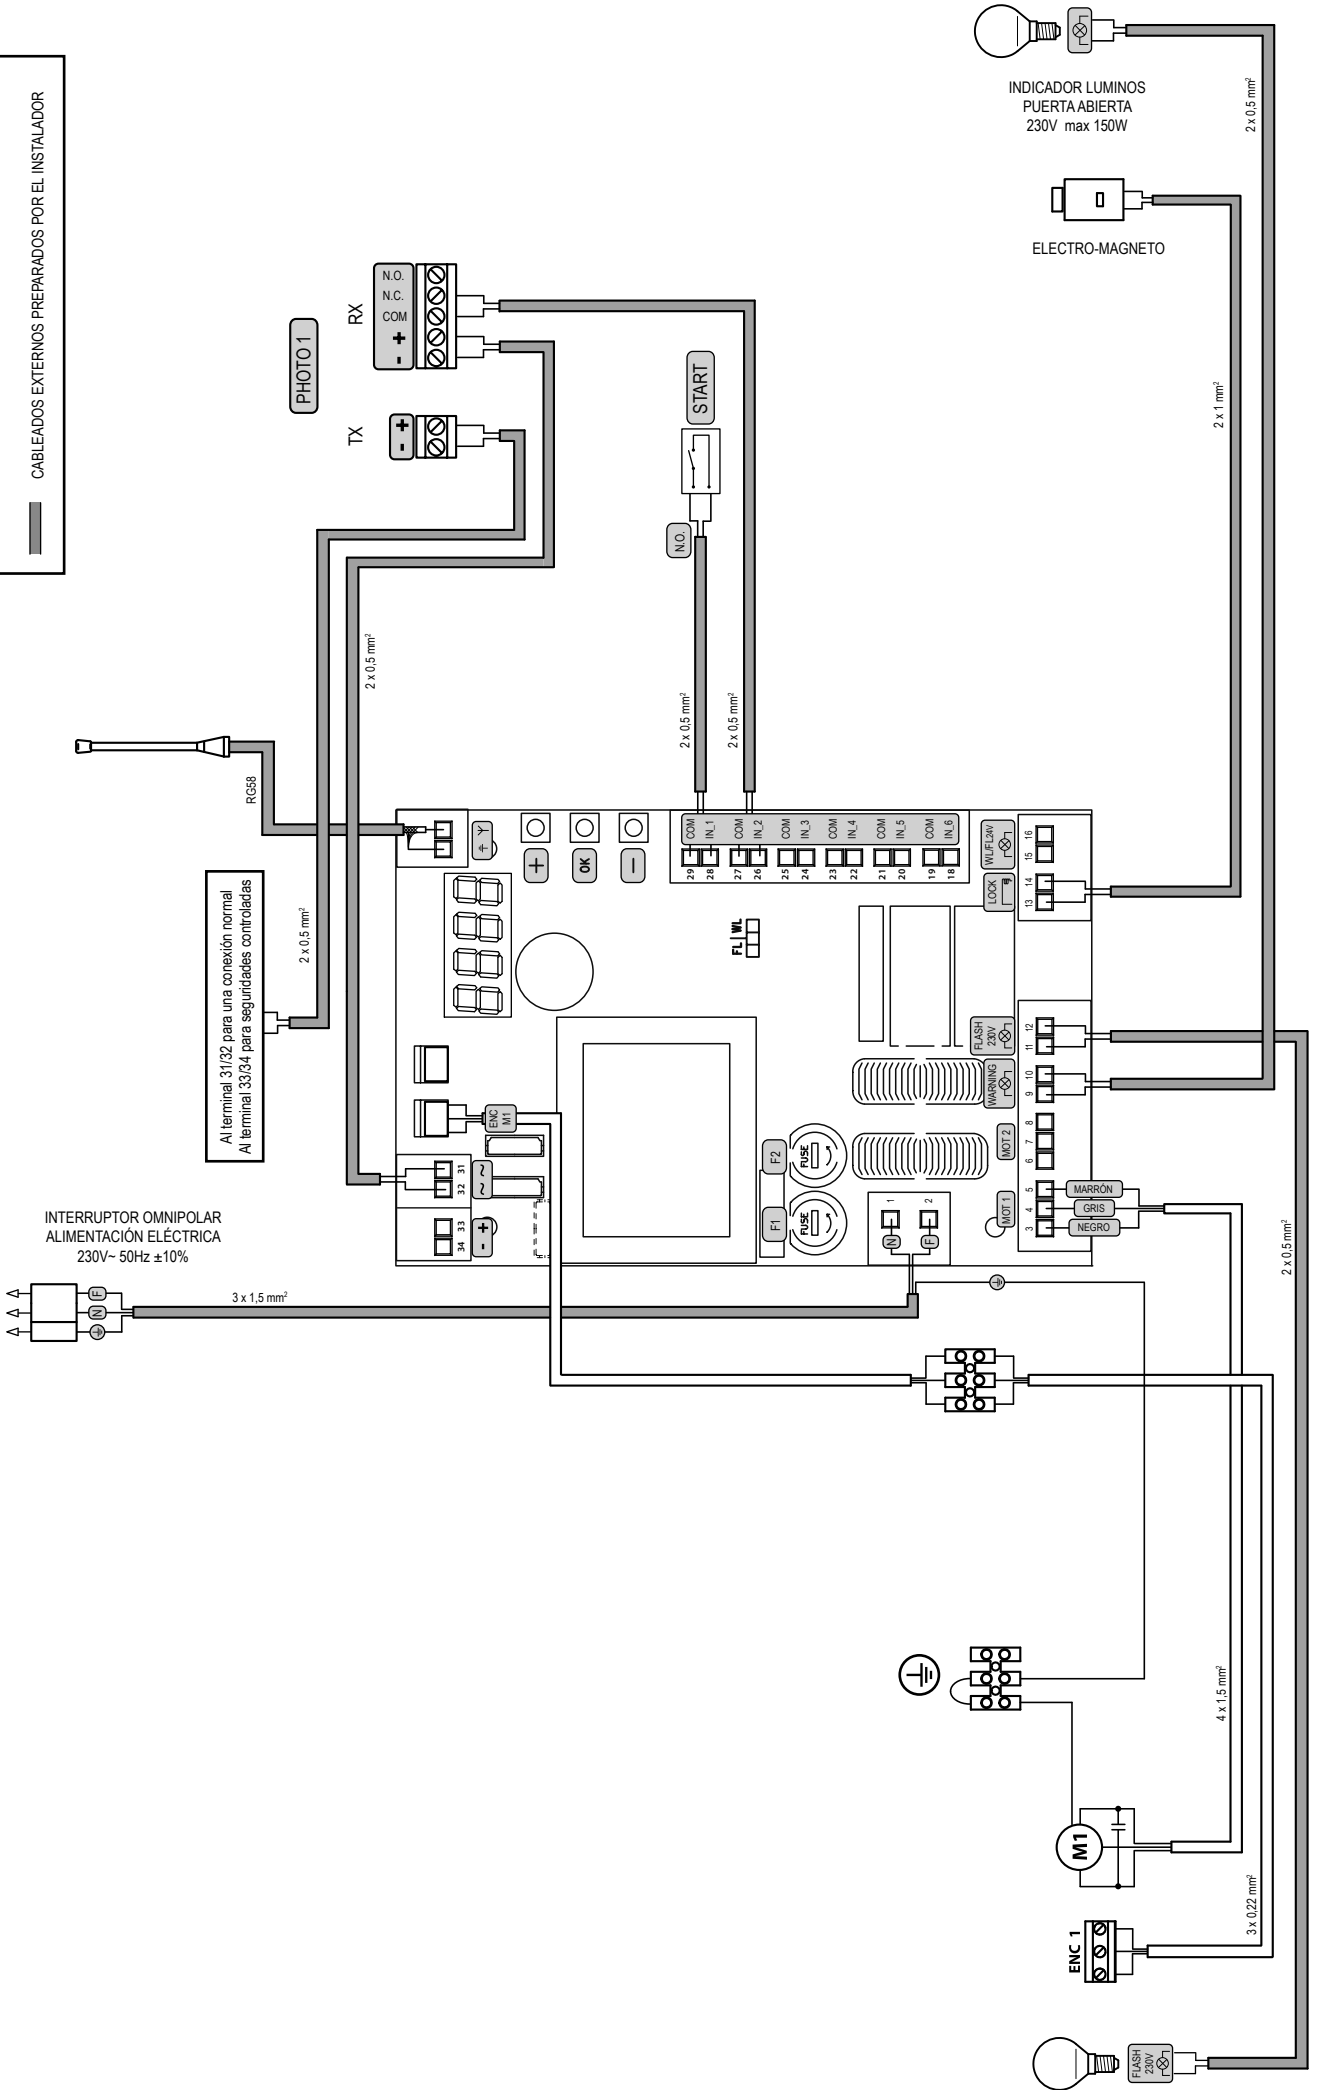 CABLEADOS EXTERNOS PREPARADOS POR EL INSTALADOR
INDICADOR LUMINOS
PUERTA ABIERTA
230V max 150W
2 x 0,5 mm²
ELECTRO-MAGNETO
2 x 1 mm²
PHOTO 1
RX
N.O.
N.C.
COM
+
-
TX
- +
START
N.O.
2 x 0,5 mm²
2 x 0,5 mm²
2 x 0,5 mm²
RG58
Al terminal 31/32 para una conexión normal
Al terminal 33/34 para seguridades controladas
2 x 0,5 mm²
+
OK
-
COM
IN_1
COM
IN_2
COM
IN_3
COM
IN_4
COM
IN_5
COM
IN_6
29
28
27
26
25
24
23
22
21
20
19
18
FL WL
WL/FL24V
LOCK
16
15
14
13
FLASH
230V
WARNING
MOT 2
MOT 1
12
11
10
9
8
7
6
5
4
3
MARRÓN
GRIS
NEGRO
ENC
M1
31
32
33
34
~ ~
- +
F2
F1
FUSE
FUSE
1
2
N
F
INTERRUPTOR OMNIPOLAR
ALIMENTACIÓN ELÉCTRICA
230V~ 50Hz ±10%
F
N
3 x 1,5 mm²
2 x 0,5 mm²
4 x 1,5 mm²
M1
3 x 0,22 mm²
ENC 1
FLASH
230V